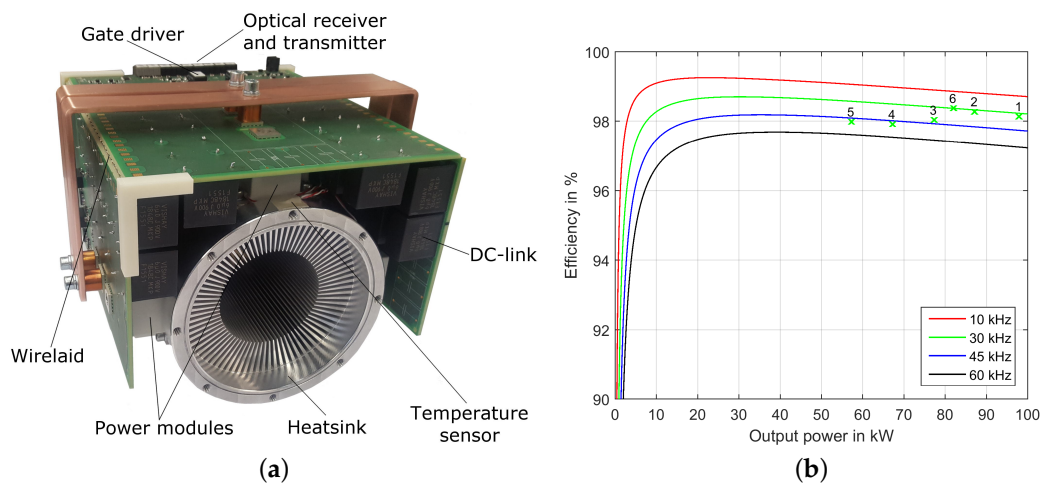 Gate driver
Optical receiver
and transmitter
DC-link
Wirelaid
Power modules
Heatsink
Temperature
sensor
(a)
100
98
96
94
92
90
Efficiency in %
0 10 20 30 40 50 60 70 80 90 100
Output power in kW
5 4 3 6 2 1
10 kHz
30 kHz
45 kHz
60 kHz
(b)